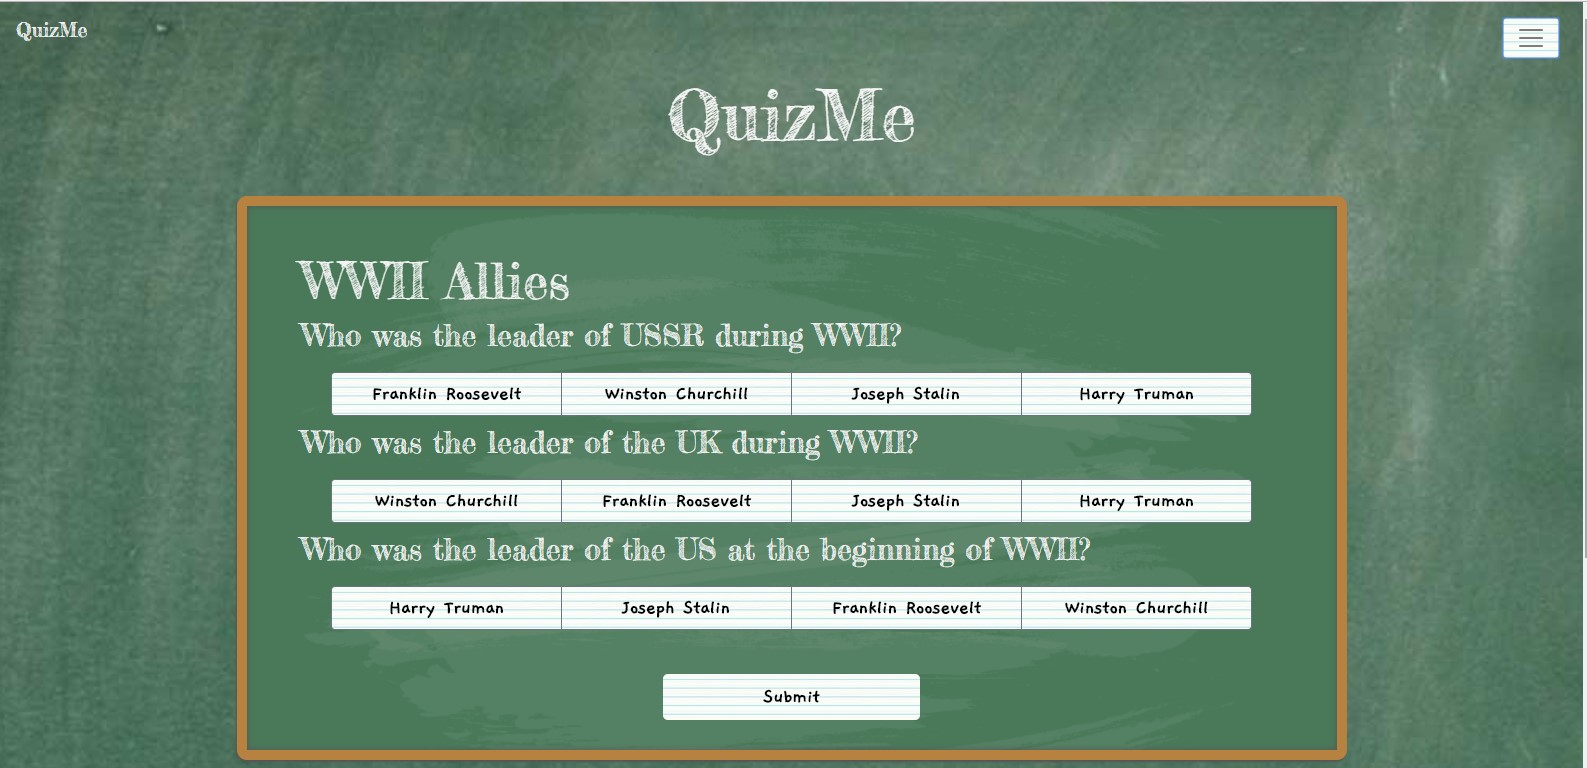 QuizMe
QuizMe
WWII Allies
Who was the leader of USSR during WWII?
Franklin Roosevelt Winston Churchill Joseph Stalin Harry Truman
Who was the leader of the UK during WWII?
Winston Churchill Franklin Roosevelt Joseph Stalin Harry Truman
Who was the leader of the US at the beginning of WWII?
Harry Truman Joseph Stalin Franklin Roosevelt Winston Churchill
Submit